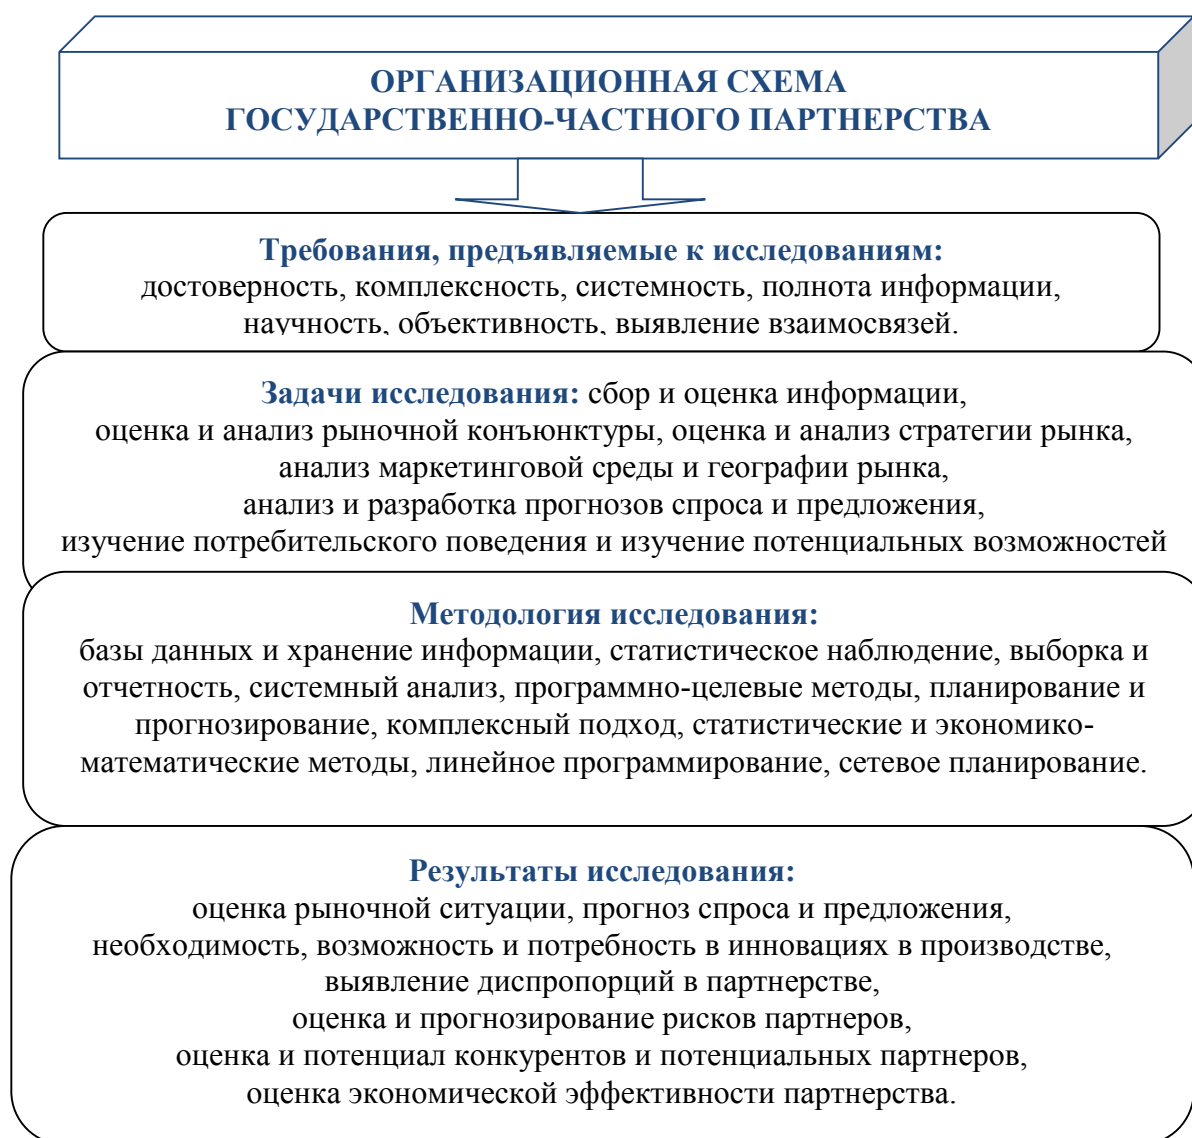 ОРГАНИЗАЦИОННАЯ СХЕМА
ГОСУДАРСТВЕННО-ЧАСТНОГО ПАРТНЕРСТВА
Требования, предъявляемые к исследованиям:
достоверность, комплексность, системность, полнота информации,
научность, объективность, выявление взаимосвязей.
Задачи исследования: сбор и оценка информации,
оценка и анализ рыночной конъюнктуры, оценка и анализ стратегии рынка,
анализ маркетинговой среды и географии рынка,
анализ и разработка прогнозов спроса и предложения,
изучение потребительского поведения и изучение потенциальных возможностей
Методология исследования:
базы данных и хранение информации, статистическое наблюдение, выборка и
отчетность, системный анализ, программно-целевые методы, планирование и
прогнозирование, комплексный подход, статистические и экономико-
математические методы, линейное программирование, сетевое планирование.
Результаты исследования:
оценка рыночной ситуации, прогноз спроса и предложения,
необходимость, возможность и потребность в инновациях в производстве,
выявление диспропорций в партнерстве,
оценка и прогнозирование рисков партнеров,
оценка и потенциал конкурентов и потенциальных партнеров,
оценка экономической эффективности партнерства.